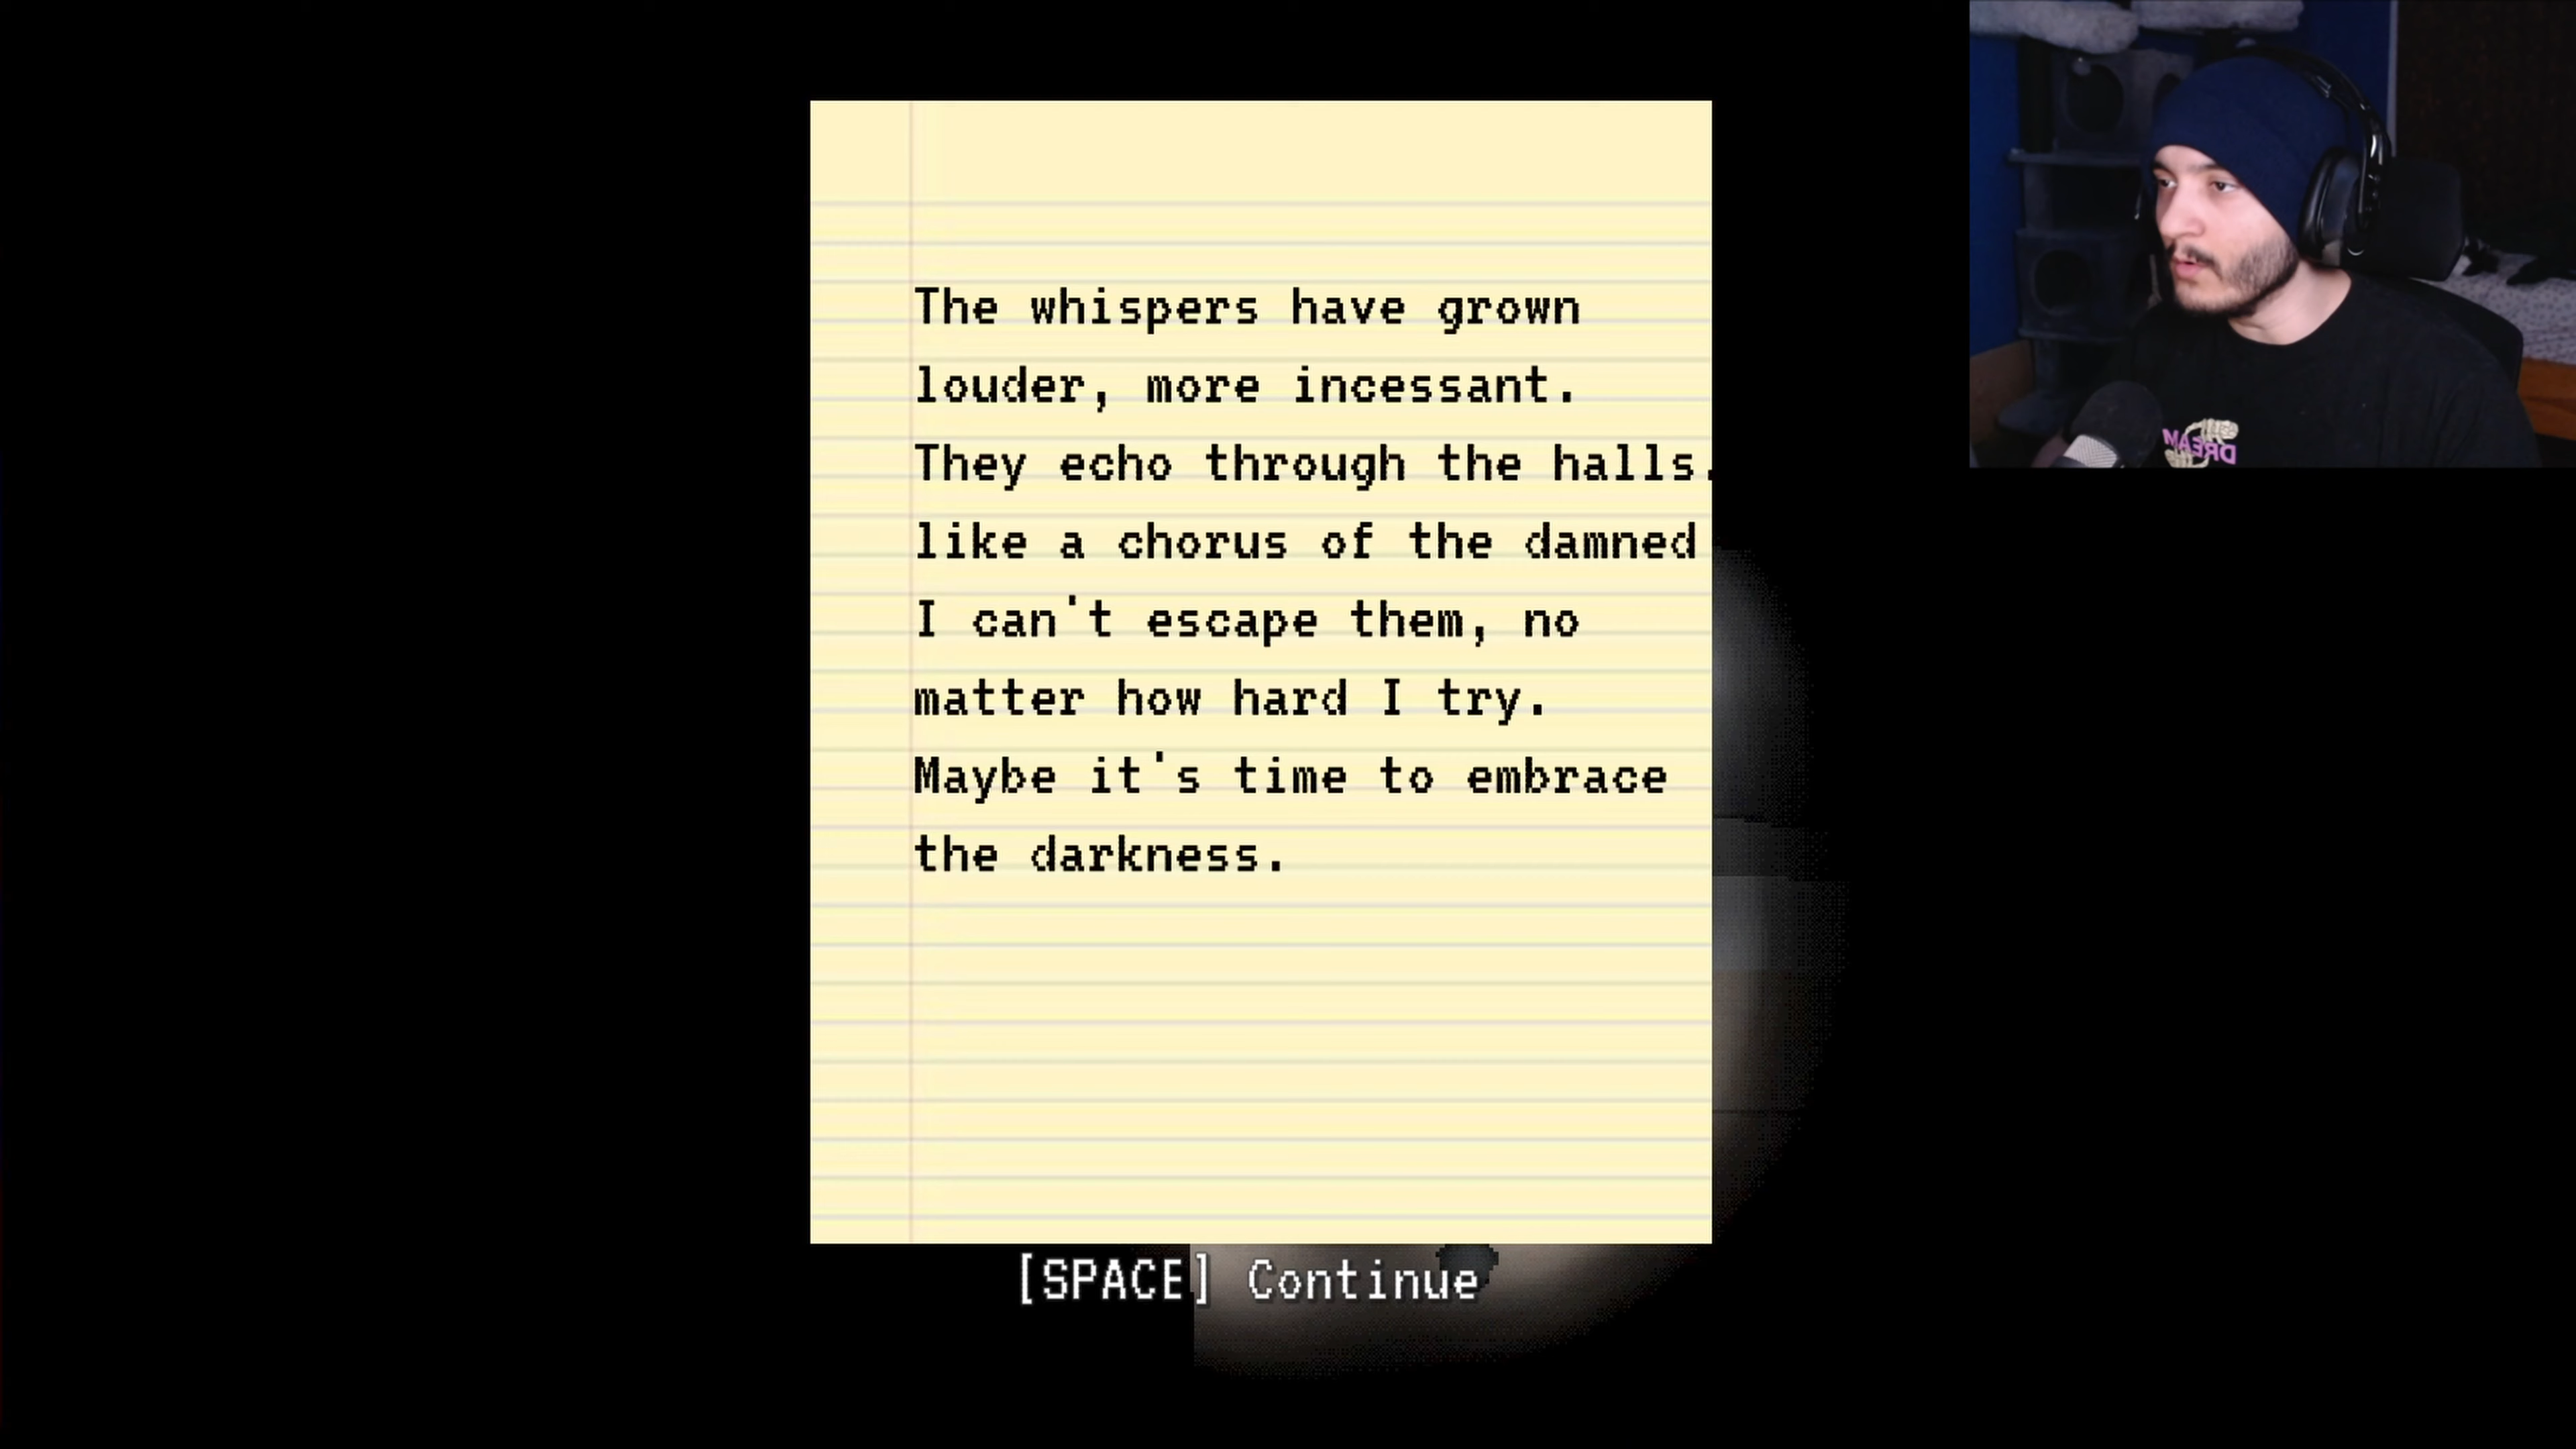 The whispers have grown
louder, more incessant.
They echo through the halls.
like a chorus of the damned
I can't escape them, no
matter how hard I try.
Maybe it's time to embrace
the darkness.
[SPACE] Continue
DREAM